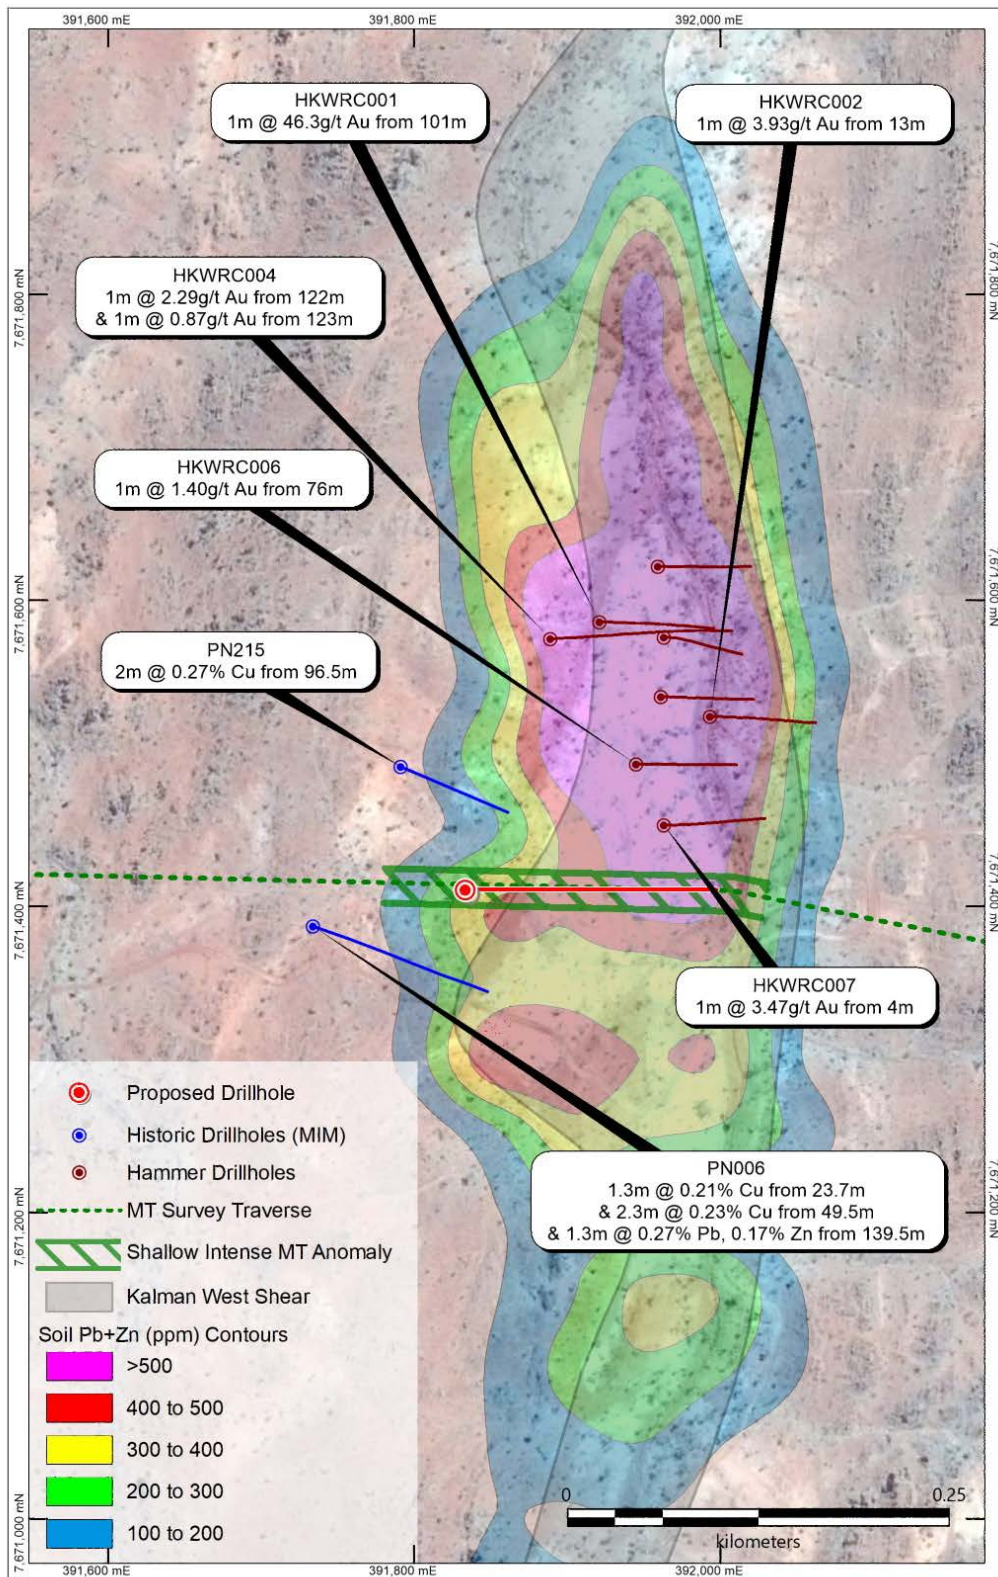 391,600 mE
391,800 mE
392,000 mE
HKWRC001
1m @ 46.3g/t Au from 101m
HKWRC002
1m @ 3.93g/t Au from 13m
HKWRC004
1m @ 2.29g/t Au from 122m
& 1m @ 0.87g/t Au from 123m
7,671,800 mN
7,671,800 mN
HKWRC006
1m @ 1.40g/t Au from 76m
7,671,600 mN
7,671,600 mN
PN215
2m @ 0.27% Cu from 96.5m
7,671,400 mN
7,671,400 mN
HKWRC007
1m @ 3.47g/t Au from 4m
PN006
1.3m @ 0.21% Cu from 23.7m
& 2.3m @ 0.23% Cu from 49.5m
& 1.3m @ 0.27% Pb, 0.17% Zn from 139.5m
7,671,200 mN
7,671,200 mN
Proposed Drillhole
Historic Drillholes (MIM)
Hammer Drillholes
MT Survey Traverse
Shallow Intense MT Anomaly
Kalman West Shear
Soil Pb+Zn (ppm) Contours
>500
400 to 500
300 to 400
200 to 300
100 to 200
0
0.25
kilometers
7,671,000 mN
7,671,000 mN
391,600 mE
391,800 mE
392,000 mE